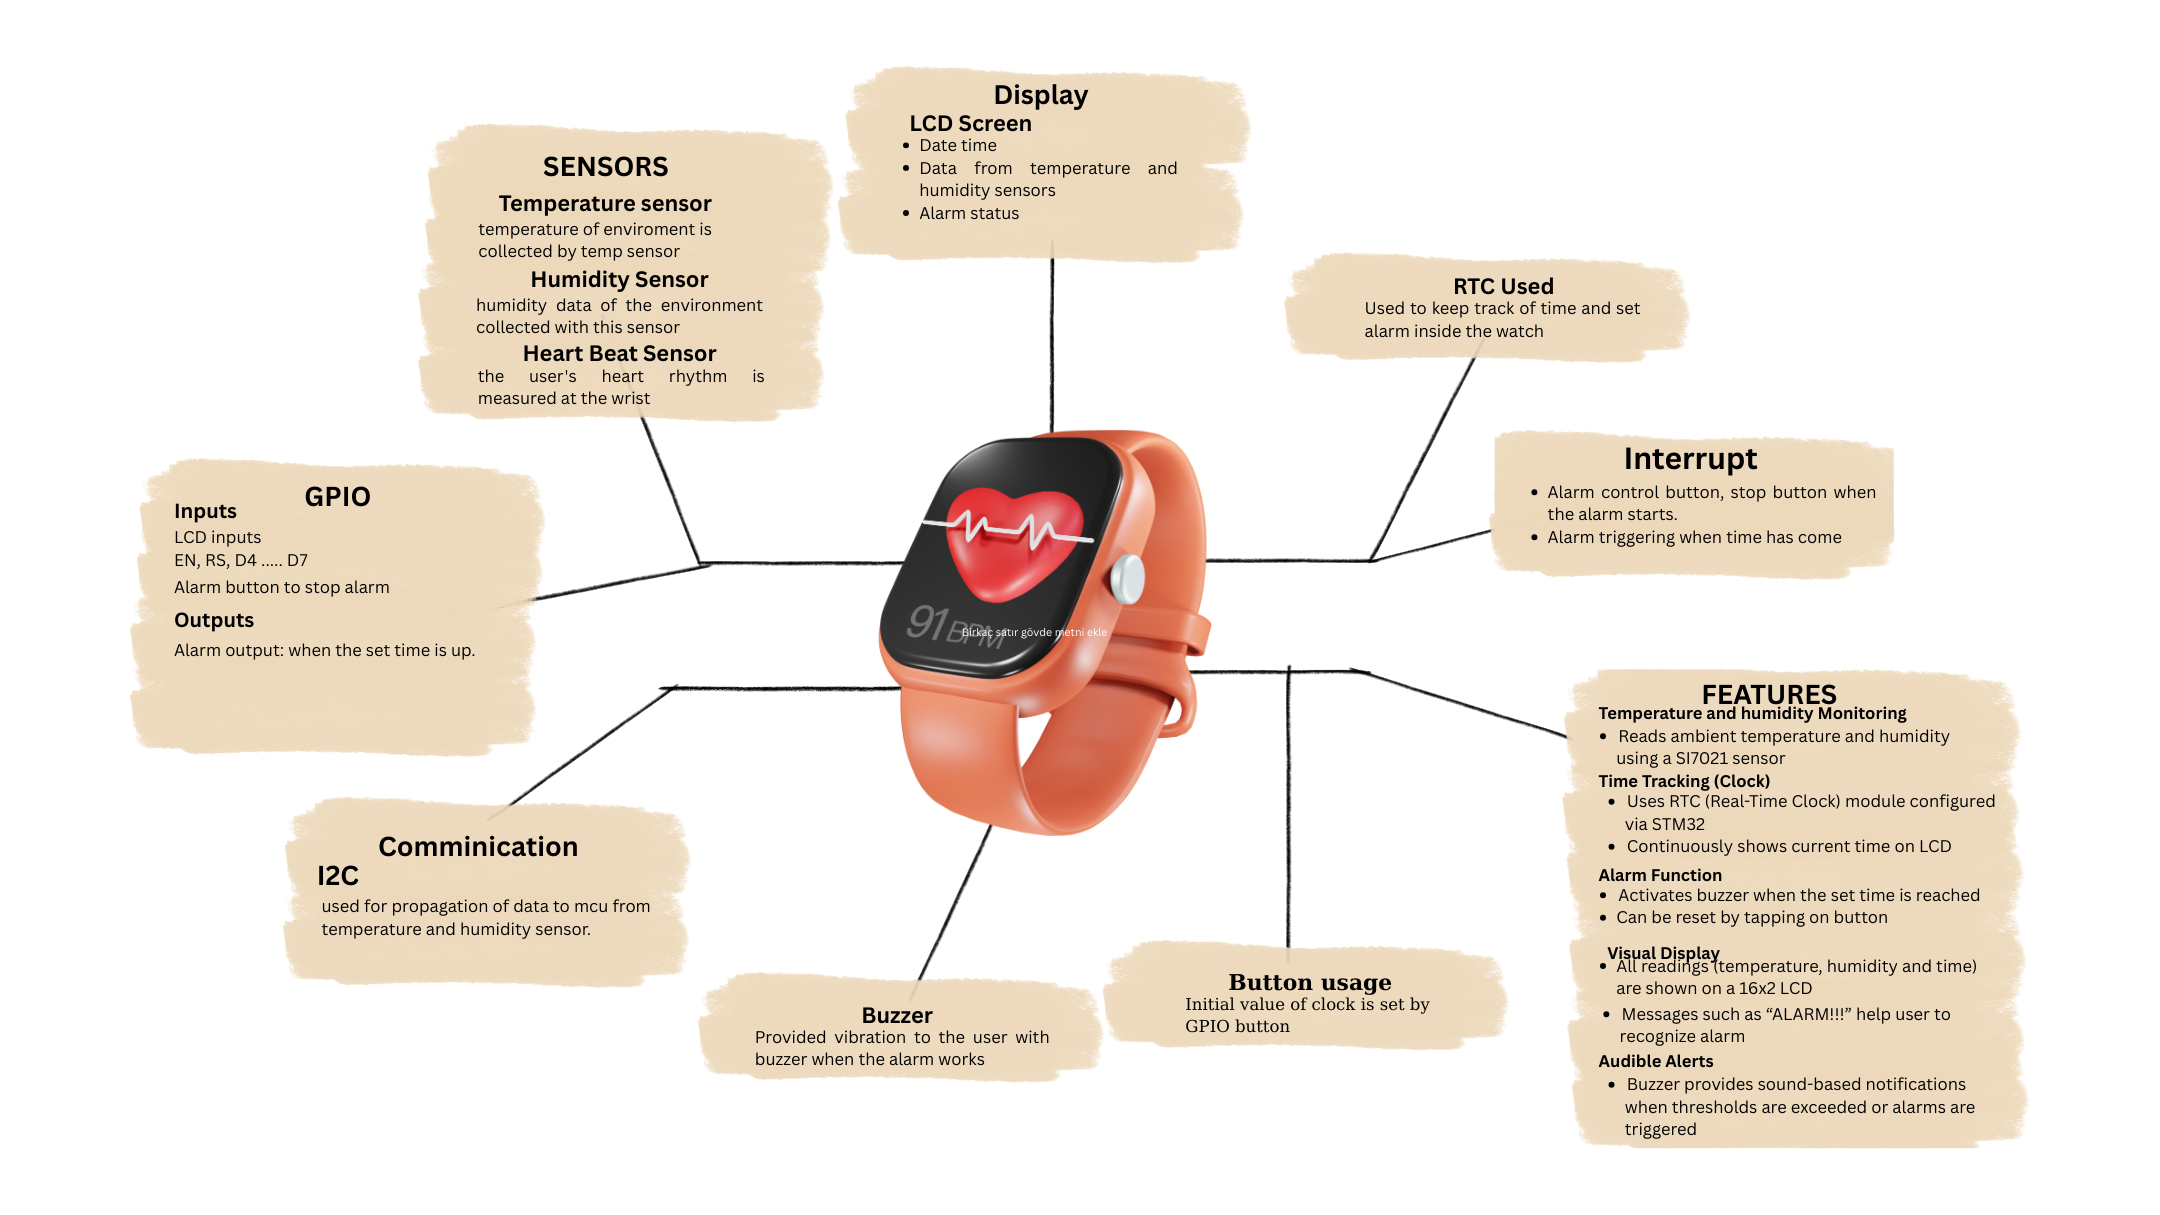 Display
LCD Screen
Date time
Data from temperature and
humidity sensors
Alarm status
SENSORS
Temperature sensor
temperature of enviroment is
collected by temp sensor
Humidity Sensor
humidity data of the environment
collected with this sensor
Heart Beat Sensor
the user's heart rhythm is
measured at the wrist
RTC Used
Used to keep track of time and set
alarm inside the watch
Interrupt
Alarm control button, stop button when
the alarm starts.
Alarm triggering when time has come
GPIO
Inputs
LCD inputs
EN, RS, D4 ..... D7
Alarm button to stop alarm
Outputs
Alarm output: when the set time is up.
91 BPM
Birkaç satır gövde metni ekle
FEATURES
Temperature and humidity Monitoring
Reads ambient temperature and humidity
using a SI7021 sensor
Time Tracking (Clock)
Uses RTC (Real-Time Clock) module configured
via STM32
Continuously shows current time on LCD
Alarm Function
Activates buzzer when the set time is reached
Can be reset by tapping on button
Visual Display
All readings (temperature, humidity and time)
are shown on a 16x2 LCD
Messages such as “ALARM!!!” help user to
recognize alarm
Audible Alerts
Buzzer provides sound-based notifications
when thresholds are exceeded or alarms are
triggered
Comminication
I2C
used for propagation of data to mcu from
temperature and humidity sensor.
Buzzer
Provided vibration to the user with
buzzer when the alarm works
Button usage
Initial value of clock is set by
GPIO button